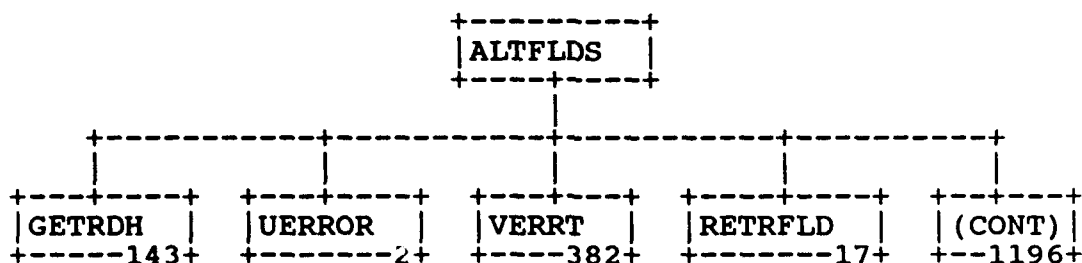 ALTFLDS
GETRDH UERROR VERRT RETRFLD (CONT)
143 2 382 17 1196